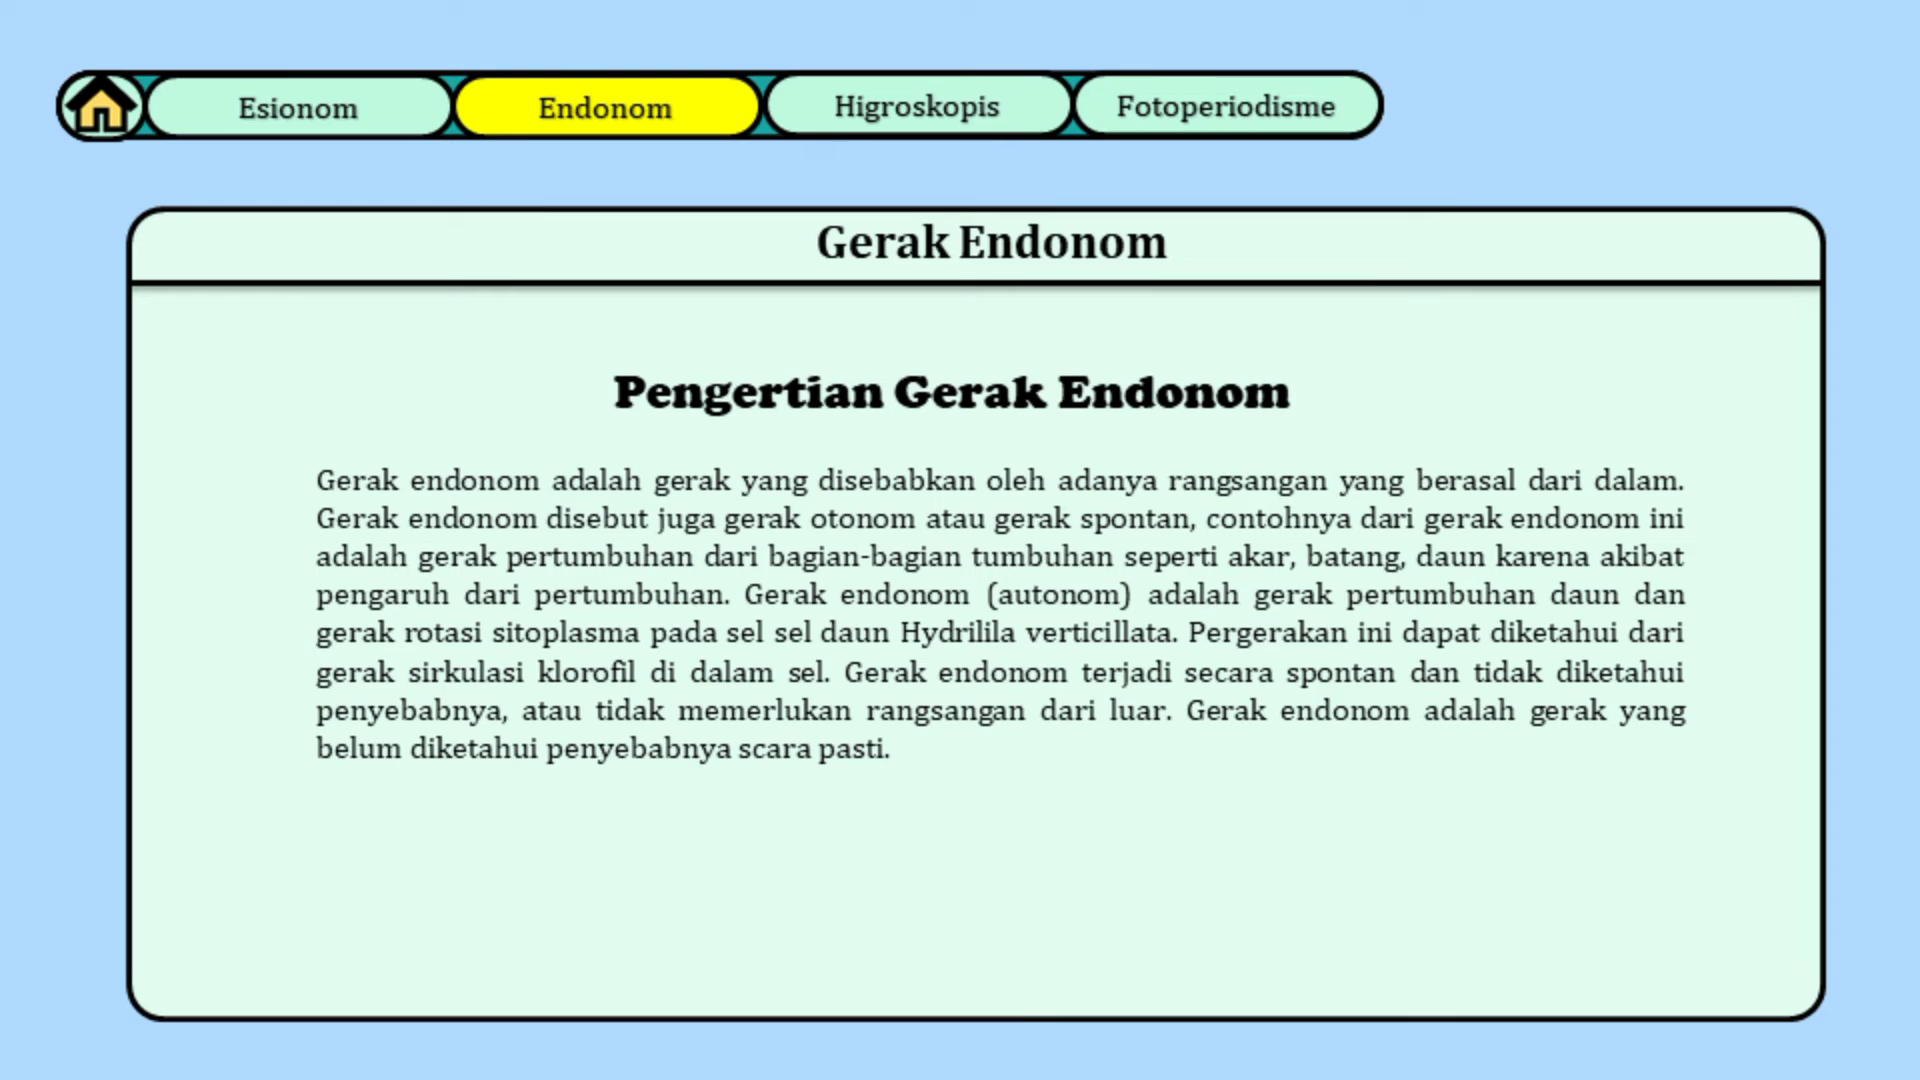 Esionom
Endonom
Higroskopis
Fotoperiodisme
Gerak Endonom
Pengertian Gerak Endonom
Gerak endonom adalah gerak yang disebabkan oleh adanya rangsangan yang berasal dari dalam.
Gerak endonom disebut juga gerak otonom atau gerak spontan, contohnya dari gerak endonom ini
adalah gerak pertumbuhan dari bagian-bagian tumbuhan seperti akar, batang, daun karena akibat
pengaruh dari pertumbuhan. Gerak endonom (autonom) adalah gerak pertumbuhan daun dan
gerak rotasi sitoplasma pada sel sel daun Hydrilila verticillata. Pergerakan ini dapat diketahui dari
gerak sirkulasi klorofil di dalam sel. Gerak endonom terjadi secara spontan dan tidak diketahui
penyebabnya, atau tidak memerlukan rangsangan dari luar. Gerak endonom adalah gerak yang
belum diketahui penyebabnya scara pasti.